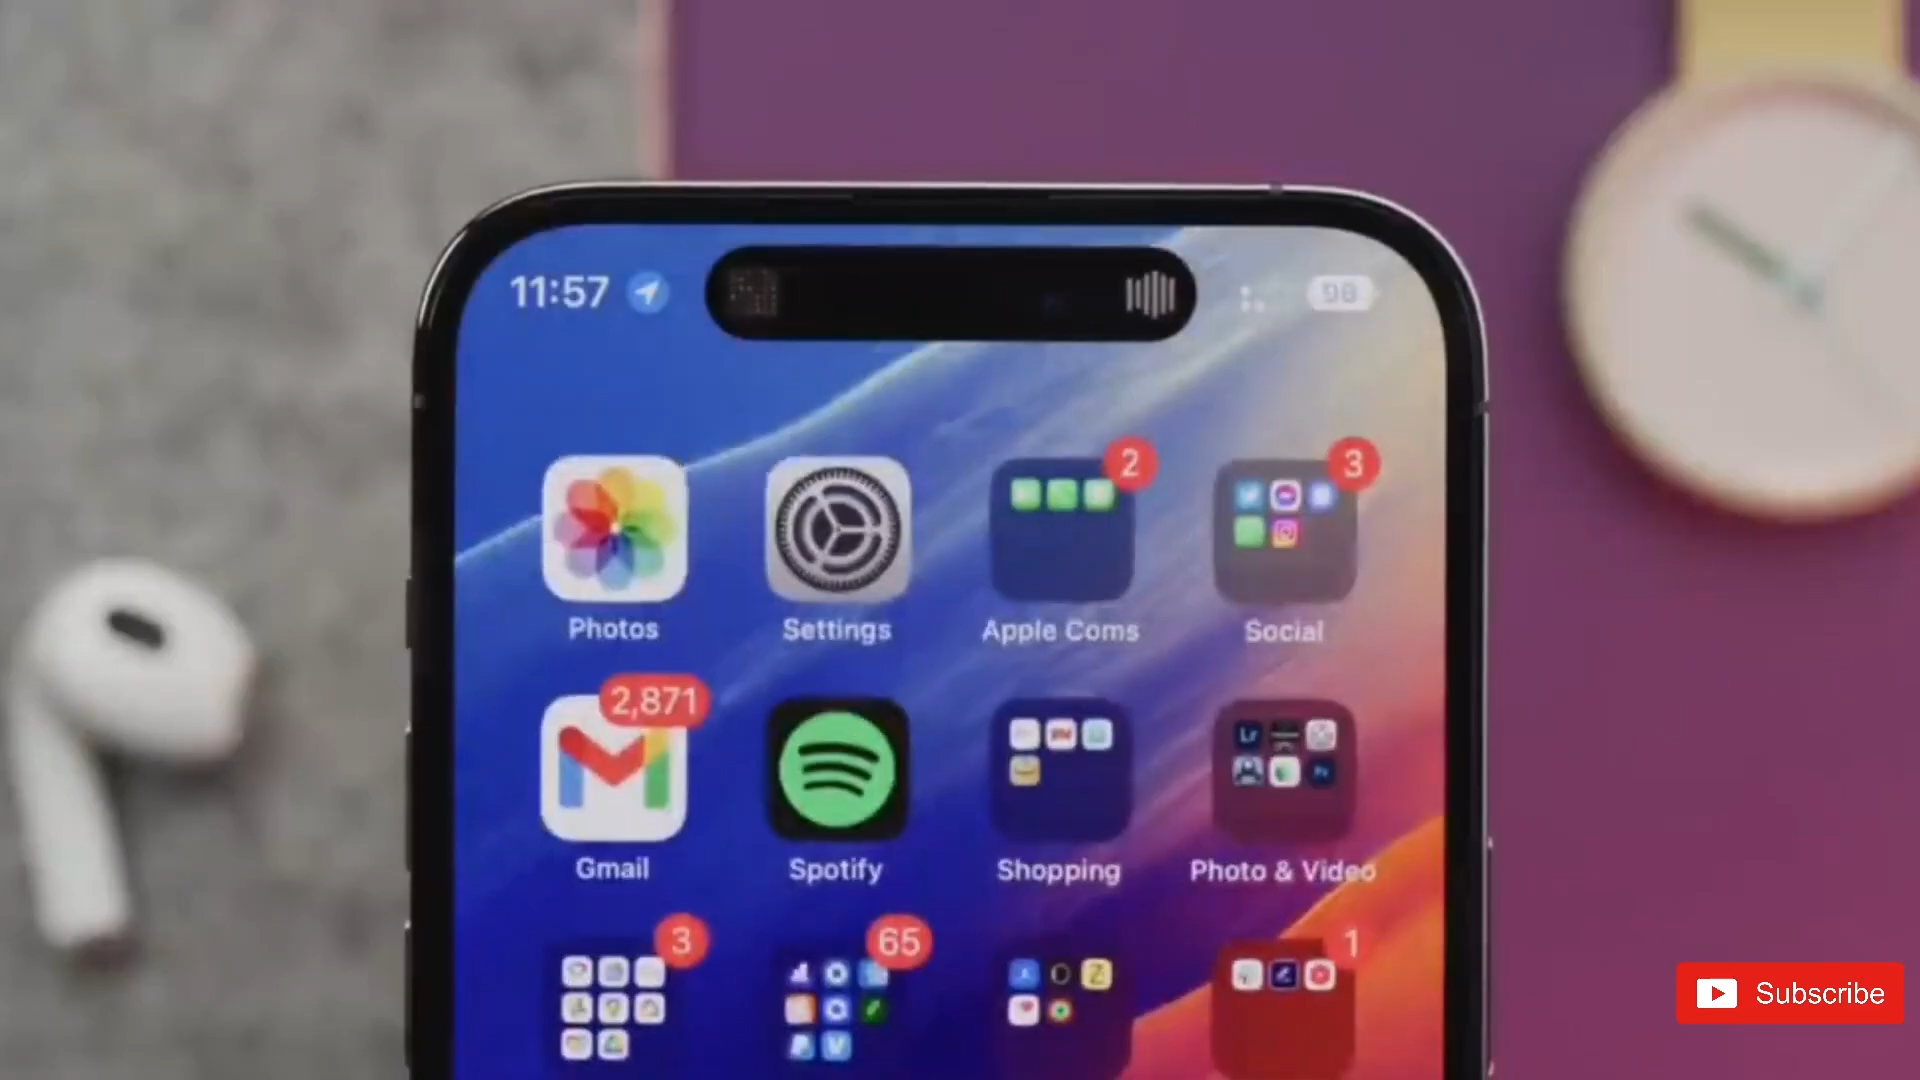 11:57
98
2
3
Photos
Settings
Apple Coms
Social
2,871
Gmail
Spotify
Shopping
Photo & Video
Lr
3
65
1
Z
Subscribe